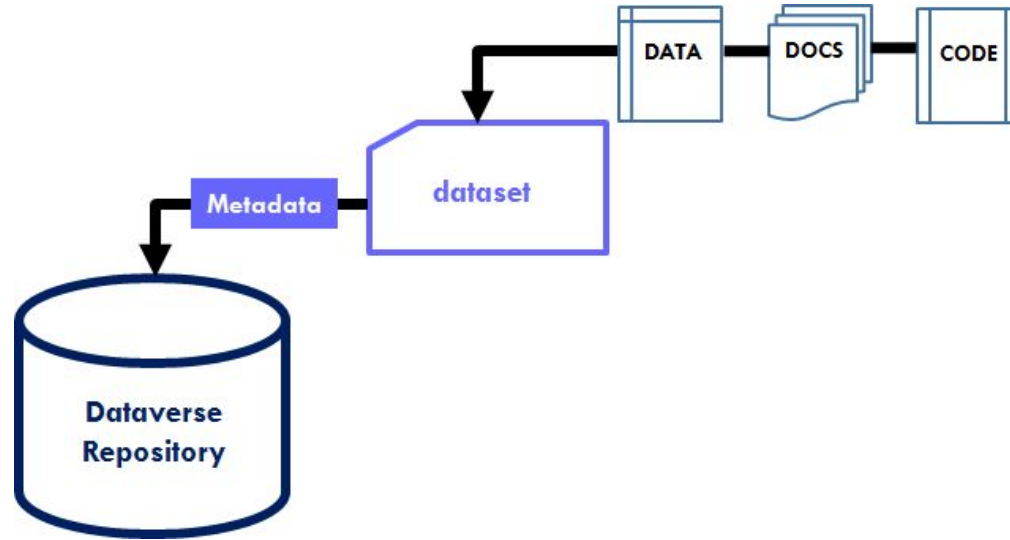 DATA
DOCS
CODE
dataset
Metadata
Dataverse
Repository